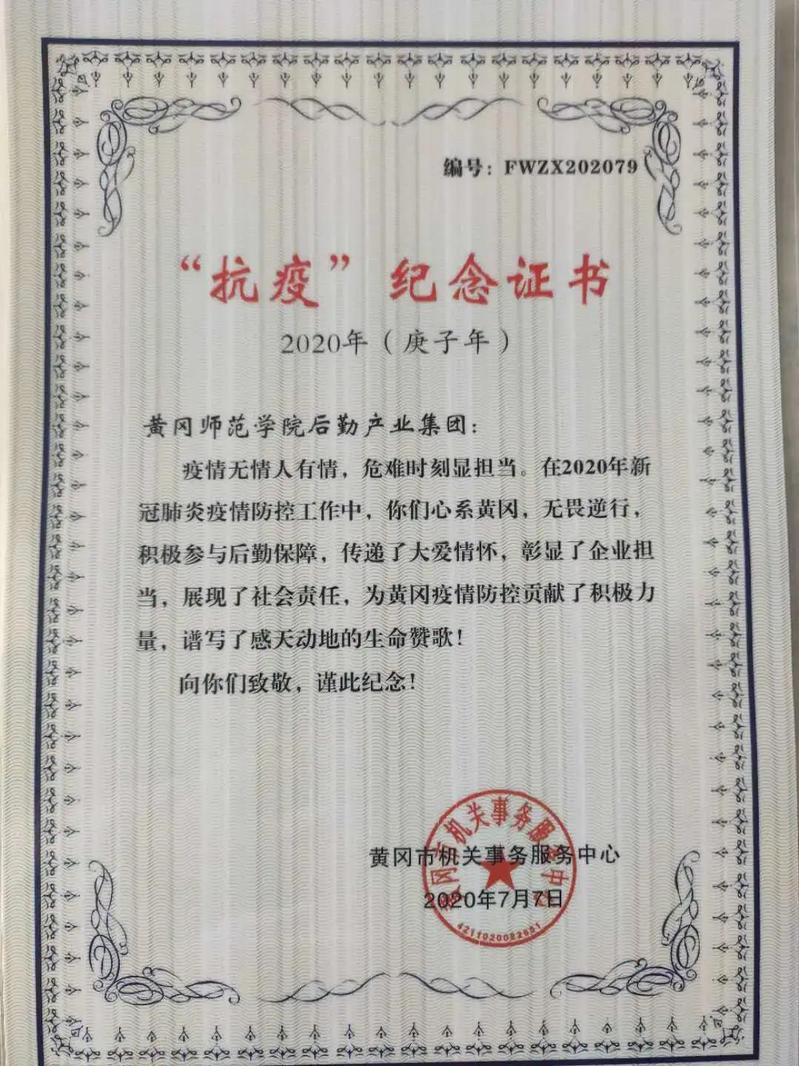 编号：FWZX202079
“抗疫”纪念证书
2020年（庚子年）
黄冈师范学院后勤产业集团：
疫情无情人有情，危难时刻显担当。在2020年新
冠肺炎疫情防控工作中，你们心系黄冈，无畏逆行，
积极参与后勤保障，传递了大爱情怀，彰显了企业担
当，展现了社会责任，为黄冈疫情防控贡献了积极力
量，谱写了感天动地的生命赞歌！
向你们致敬，谨此纪念！
黄冈市机关事务服务中心
2020年7月7日
黄冈市机关事务服务中心